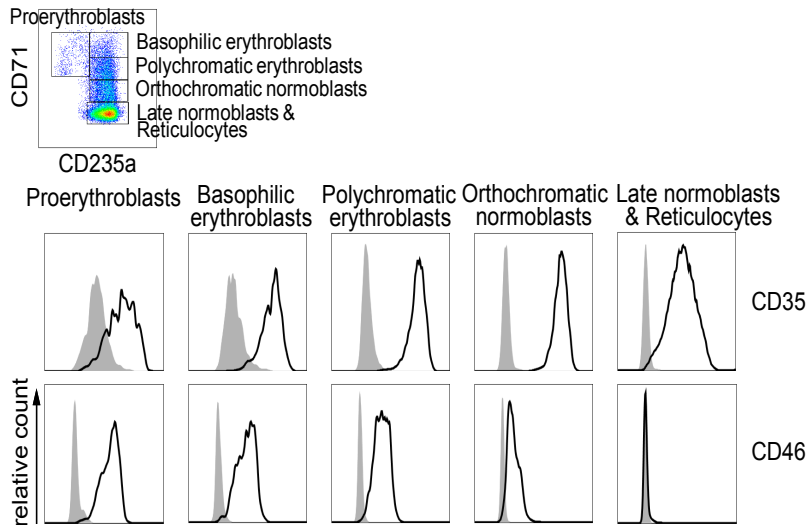 Proerythroblasts
Basophilic erythroblasts
Polychromatic erythroblasts
Orthochromatic normoblasts
Late normoblasts &
Reticulocytes
CD71
CD235a
Proerythroblasts
Basophilic
erythroblasts
Polychromatic
erythroblasts
Orthochromatic
normoblasts
Late normoblasts
& Reticulocytes
CD35
CD46
relative count